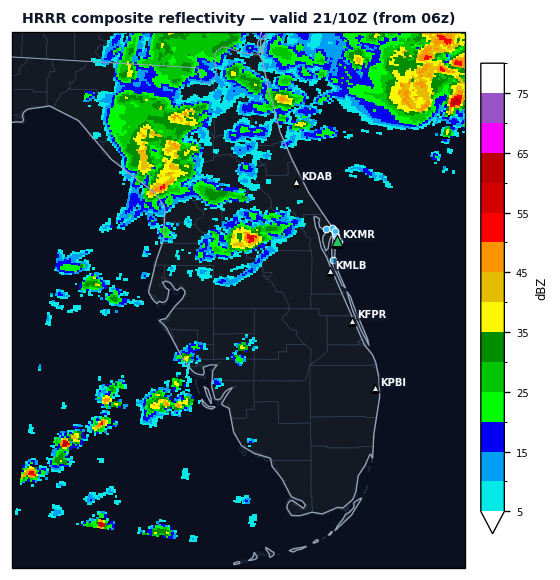 HRRR composite reflectivity — valid 21/10Z (from 06z)
KDAB
KXMR
KMLB
KFPR
KPBI
75
65
55
45
35
25
15
5
dBZ